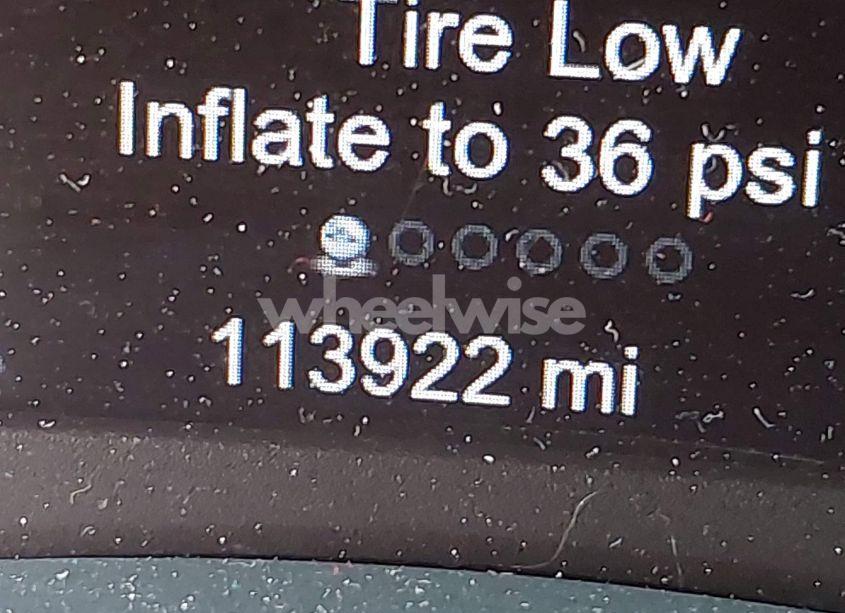 Tire Low
Inflate to 36 psi
wheelwise
113922 mi